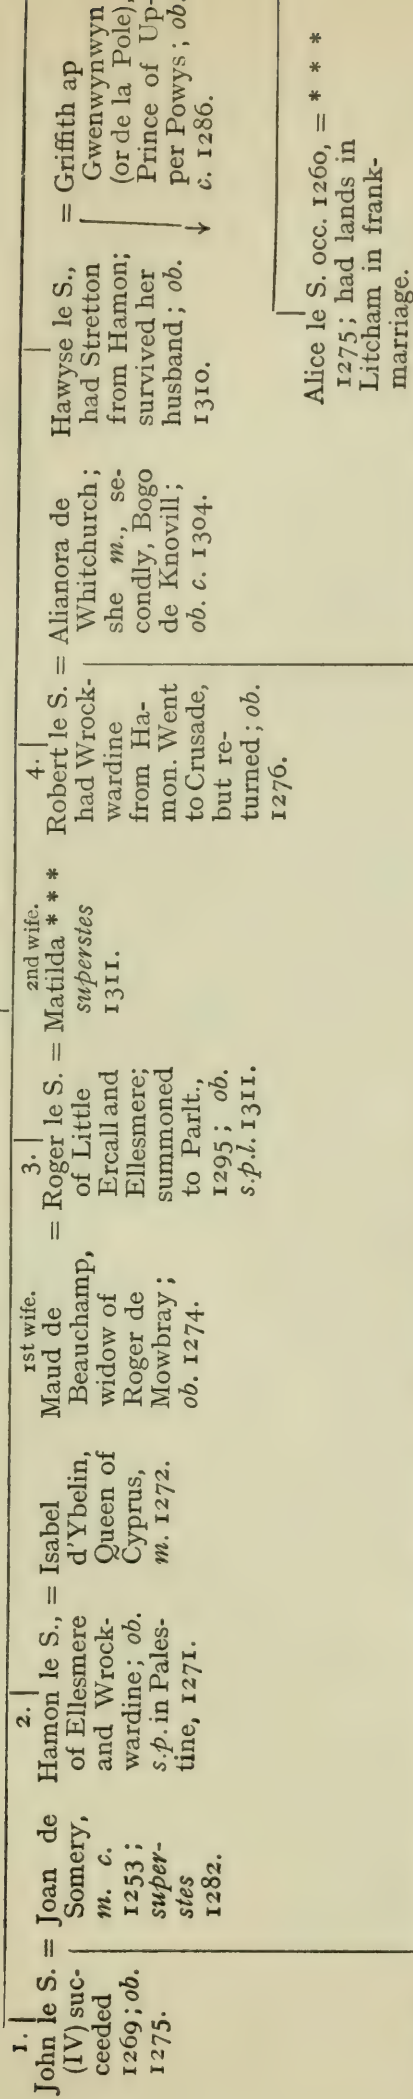 1.
John le S. =
(IV) suc-
ceeded
1269; ob.
1275.
Joan de
Somery,
m. c.
1253;
super-
stes
1282.
2.
Hamon le S., =
of Ellesmere
and Wrock-
wardine; ob.
s.p. in Pales-
tine, 1271.
Isabel
d'Ybelin,
Queen of
Cyprus,
m. 1272.
1st wife.
Maud de
Beauchamp,
widow of
Roger de
Mowbray;
ob. 1274.
3.
= Roger le S. =
of Little
Ercall and
Ellesmere;
summoned
to Parlt.,
1295; ob.
s.p.l. 1311.
2nd wife.
Matilda * * *
superstes
1311.
4.
Robert le S. =
had Wrock-
wardine
from Ha-
mon. Went
to Crusade,
but re-
turned; ob.
1276.
Alianora de
Whitchurch;
she m., se-
condly, Bogo
de Knovill;
ob. c. 1304.
Hawyse le S.,
had Stretton
from Hamon;
survived her
husband; ob.
1310.
= Griffith ap
Gwenwynwyn
(or de la Pole),
Prince of Up-
per Powys; ob.
c. 1286.
Alice le S. occ. 1260, = * * *
1275; had lands in
Litcham in frank-
marriage.